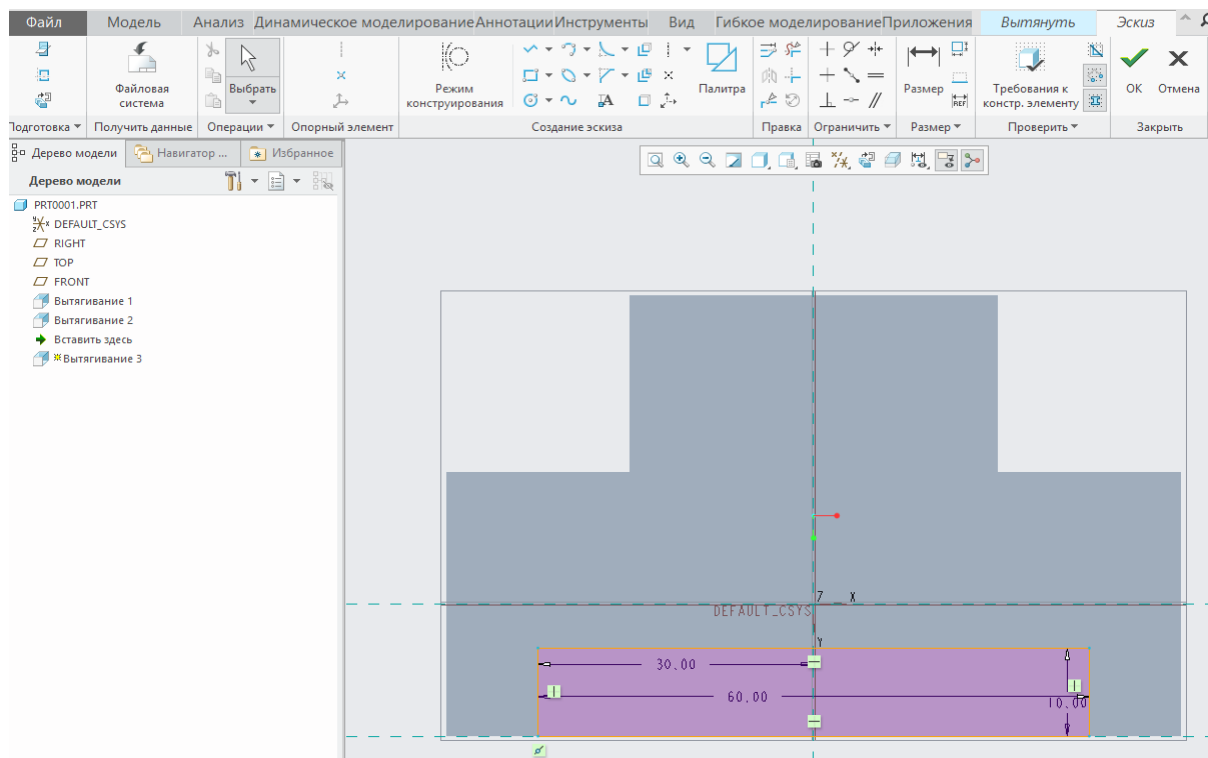 Файл Модель Анализ Динамическое моделирование Аннотации Инструменты Вид Гибкое моделирование Приложения Вытянуть Эскиз
Файловая система
Выбрать
Режим конструирования
Палитра
Размер
REF
Требования к констр. элементу
ОК Отмена
Подготовка Получить данные Операции Опорный элемент Создание эскиза Правка Ограничить Размер Проверить Закрыть
Дерево модели Навигатор ... Избранное
Дерево модели
PRT0001.PRT
DEFAULT_CSYS
RIGHT
TOP
FRONT
Вытягивание 1
Вытягивание 2
Вставить здесь
Вытягивание 3
X
DEFAULT_CSYS
Y
30.00
60.00
10.00